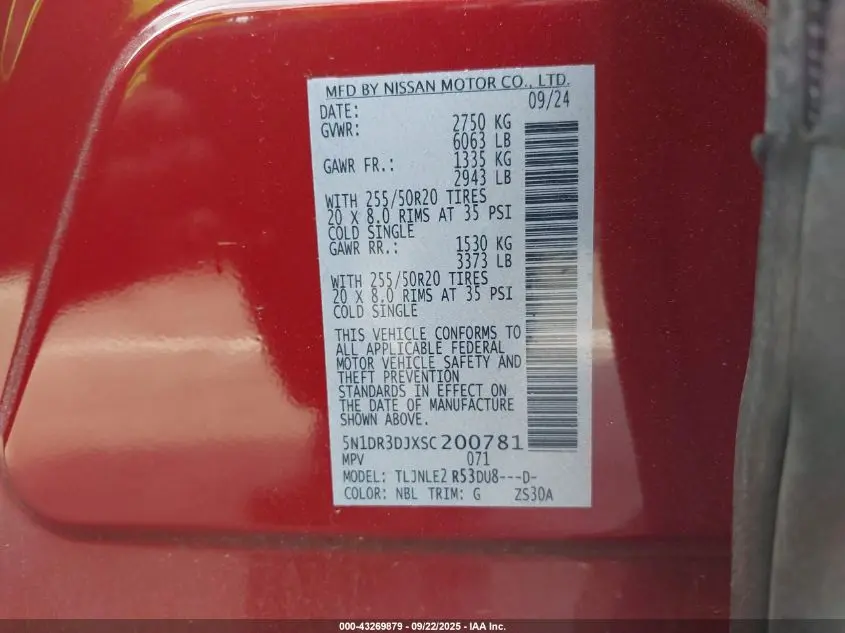 MFD BY NISSAN MOTOR CO., LTD.
DATE: 09/24
GVWR: 2750 KG
6063 LB
GAWR FR.: 1335 KG
2943 LB
WITH 255/50R20 TIRES
20 X 8.0 RIMS AT 35 PSI
COLD SINGLE
GAWR RR.: 1530 KG
3373 LB
WITH 255/50R20 TIRES
20 X 8.0 RIMS AT 35 PSI
COLD SINGLE
THIS VEHICLE CONFORMS TO
ALL APPLICABLE FEDERAL
MOTOR VEHICLE SAFETY AND
THEFT PREVENTION
STANDARDS IN EFFECT ON
THE DATE OF MANUFACTURE
SHOWN ABOVE.
5N1DR3DJXSC200781
MPV 071
MODEL: TLJNLE2 R53DU8---D-
COLOR: NBL TRIM: G ZS30A
000-43269879 - 09/22/2025 - IAA Inc.